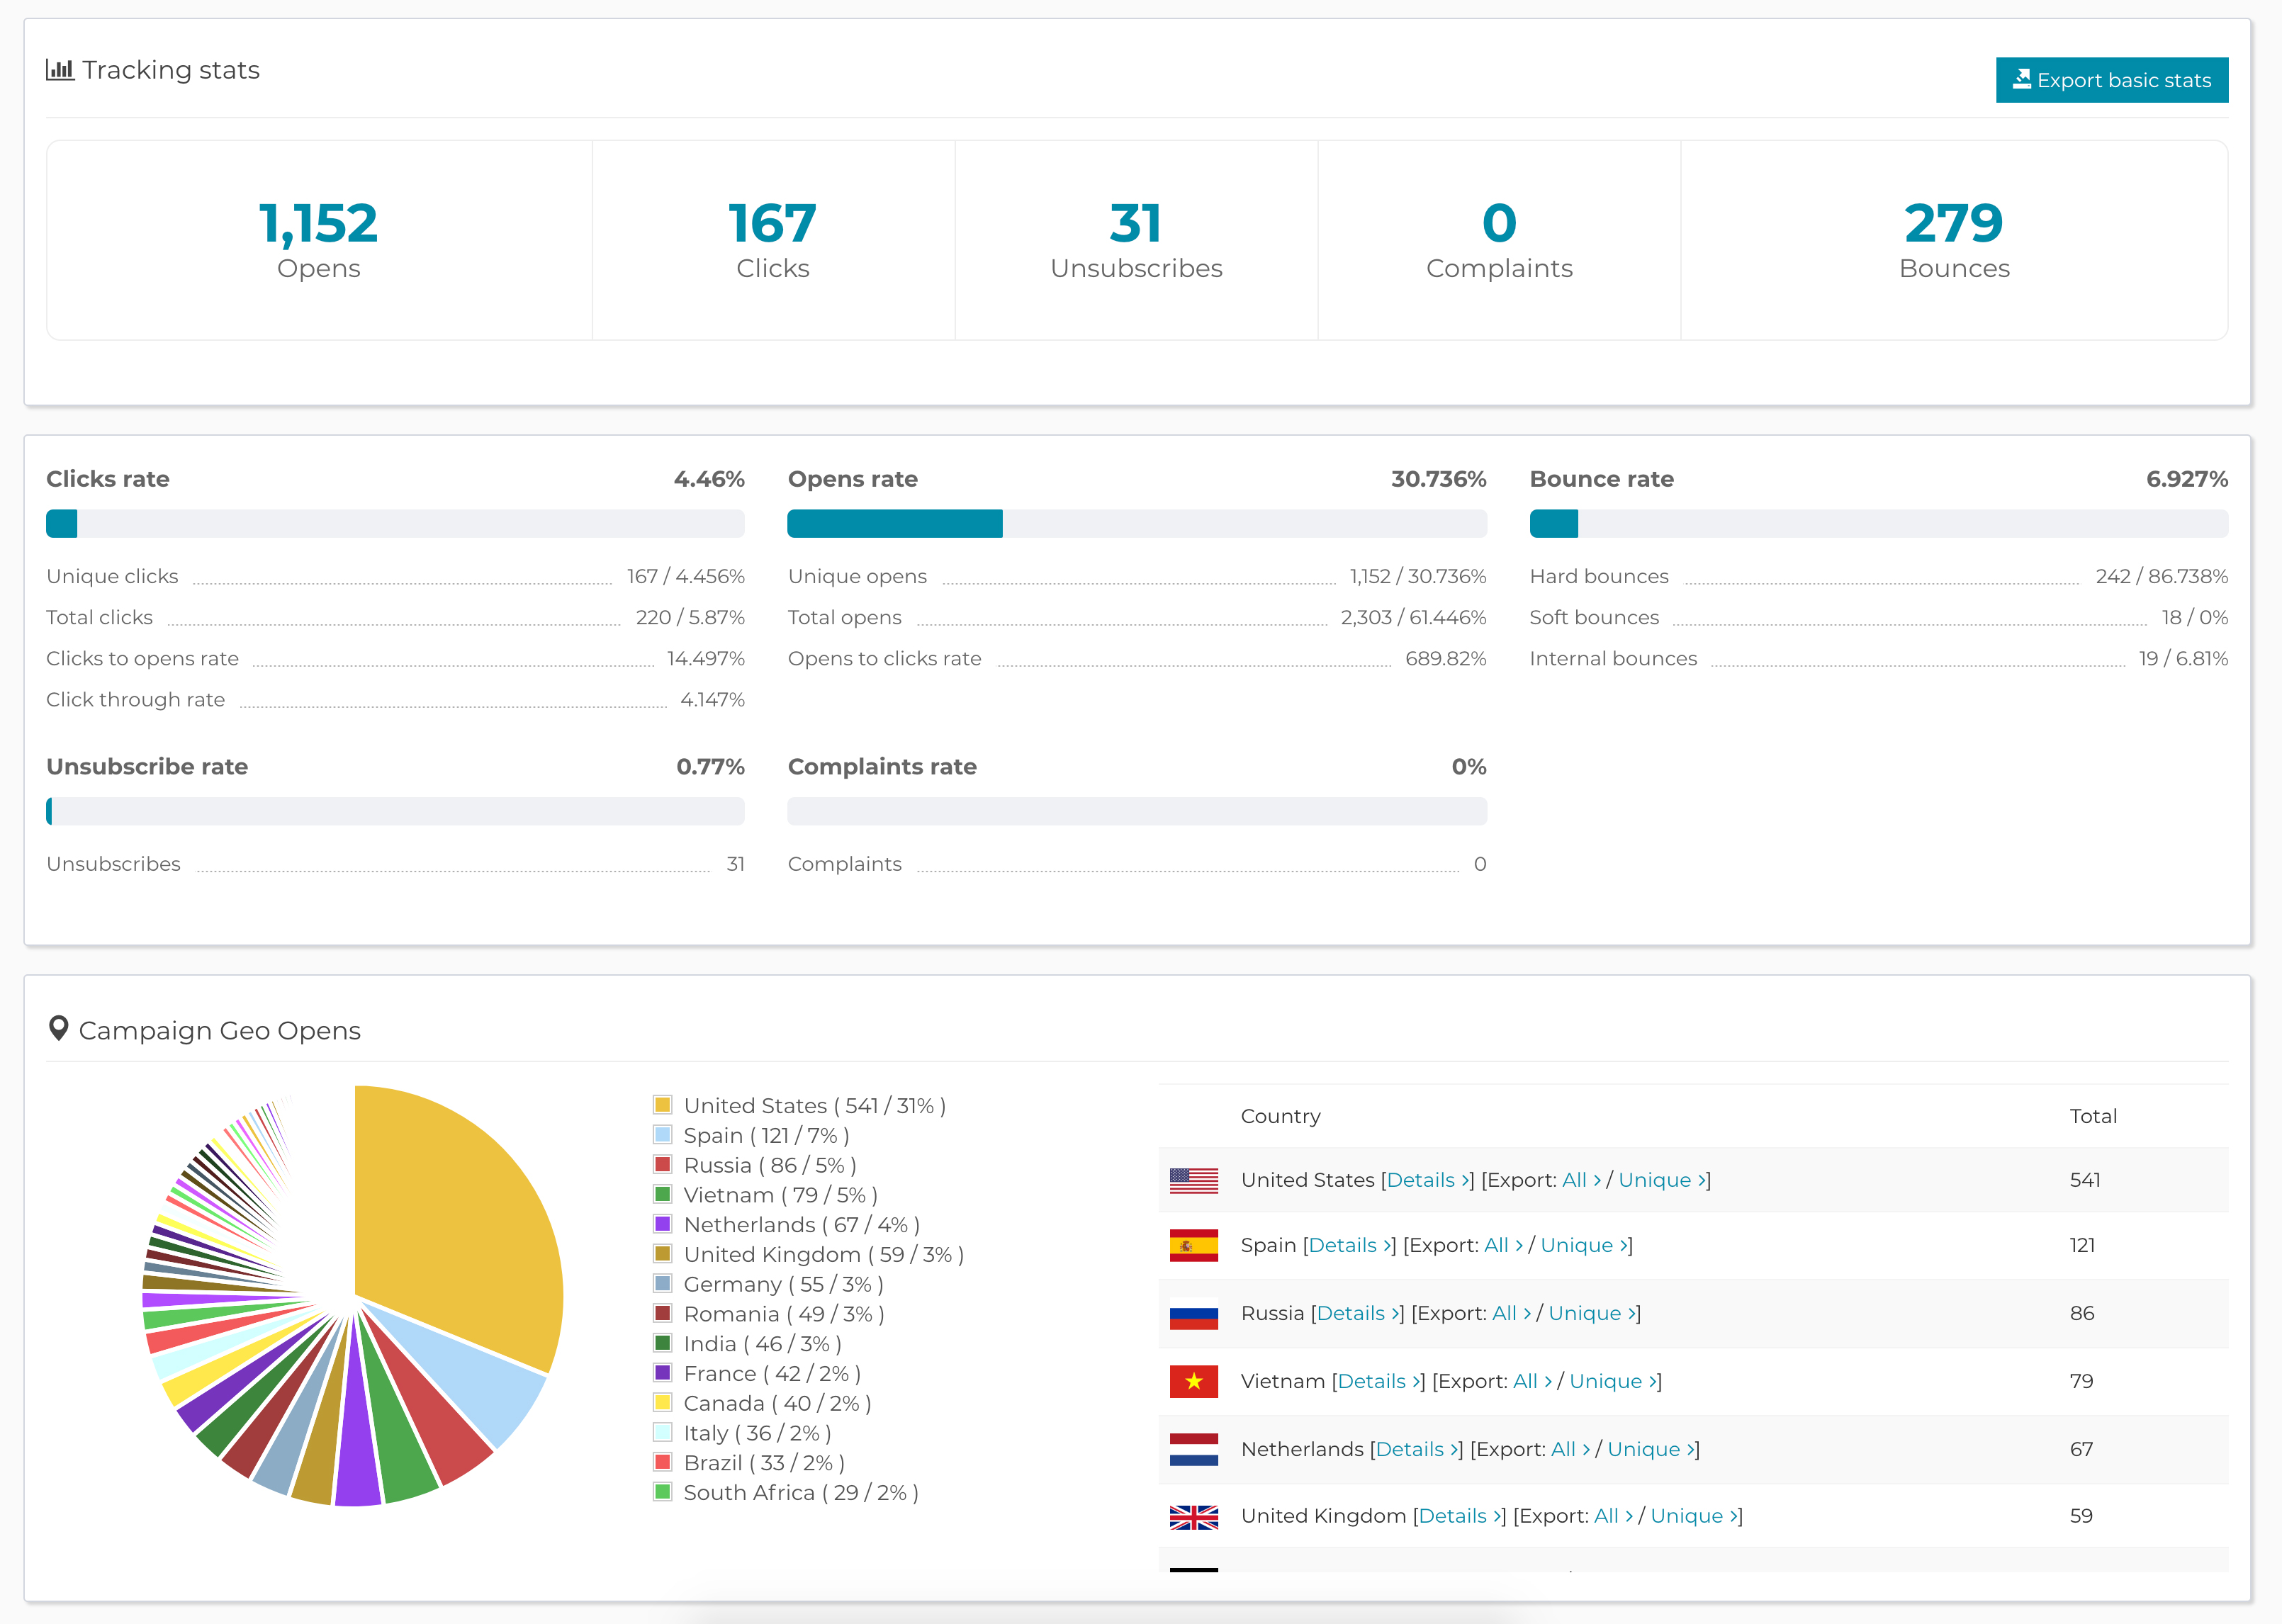 Tracking stats
Export basic stats
1,152
Opens
167
Clicks
31
Unsubscribes
0
Complaints
279
Bounces
Clicks rate 4.46%
Unique clicks 167 / 4.456%
Total clicks 220 / 5.87%
Clicks to opens rate 14.497%
Click through rate 4.147%
Opens rate 30.736%
Unique opens 1,152 / 30.736%
Total opens 2,303 / 61.446%
Opens to clicks rate 689.82%
Bounce rate 6.927%
Hard bounces 242 / 86.738%
Soft bounces 18 / 0%
Internal bounces 19 / 6.81%
Unsubscribe rate 0.77%
Unsubscribes 31
Complaints rate 0%
Complaints 0
Campaign Geo Opens
United States ( 541 / 31% )
Spain ( 121 / 7% )
Russia ( 86 / 5% )
Vietnam ( 79 / 5% )
Netherlands ( 67 / 4% )
United Kingdom ( 59 / 3% )
Germany ( 55 / 3% )
Romania ( 49 / 3% )
India ( 46 / 3% )
France ( 42 / 2% )
Canada ( 40 / 2% )
Italy ( 36 / 2% )
Brazil ( 33 / 2% )
South Africa ( 29 / 2% )
Country Total
United States [Details >] [Export: All > / Unique >] 541
Spain [Details >] [Export: All > / Unique >] 121
Russia [Details >] [Export: All > / Unique >] 86
Vietnam [Details >] [Export: All > / Unique >] 79
Netherlands [Details >] [Export: All > / Unique >] 67
United Kingdom [Details >] [Export: All > / Unique >] 59